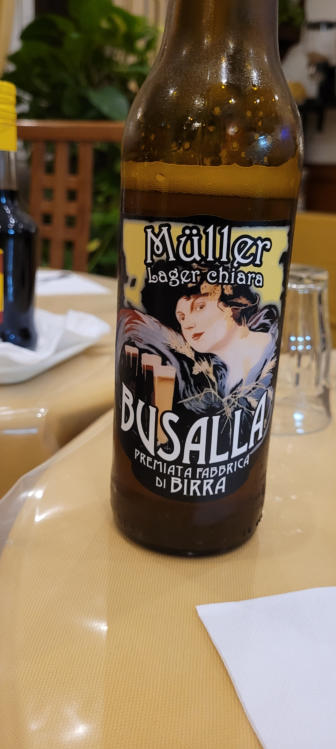 Müller
Lager chiara
BUSALLA
PREMIATA FABBRICA
DI BIRRA